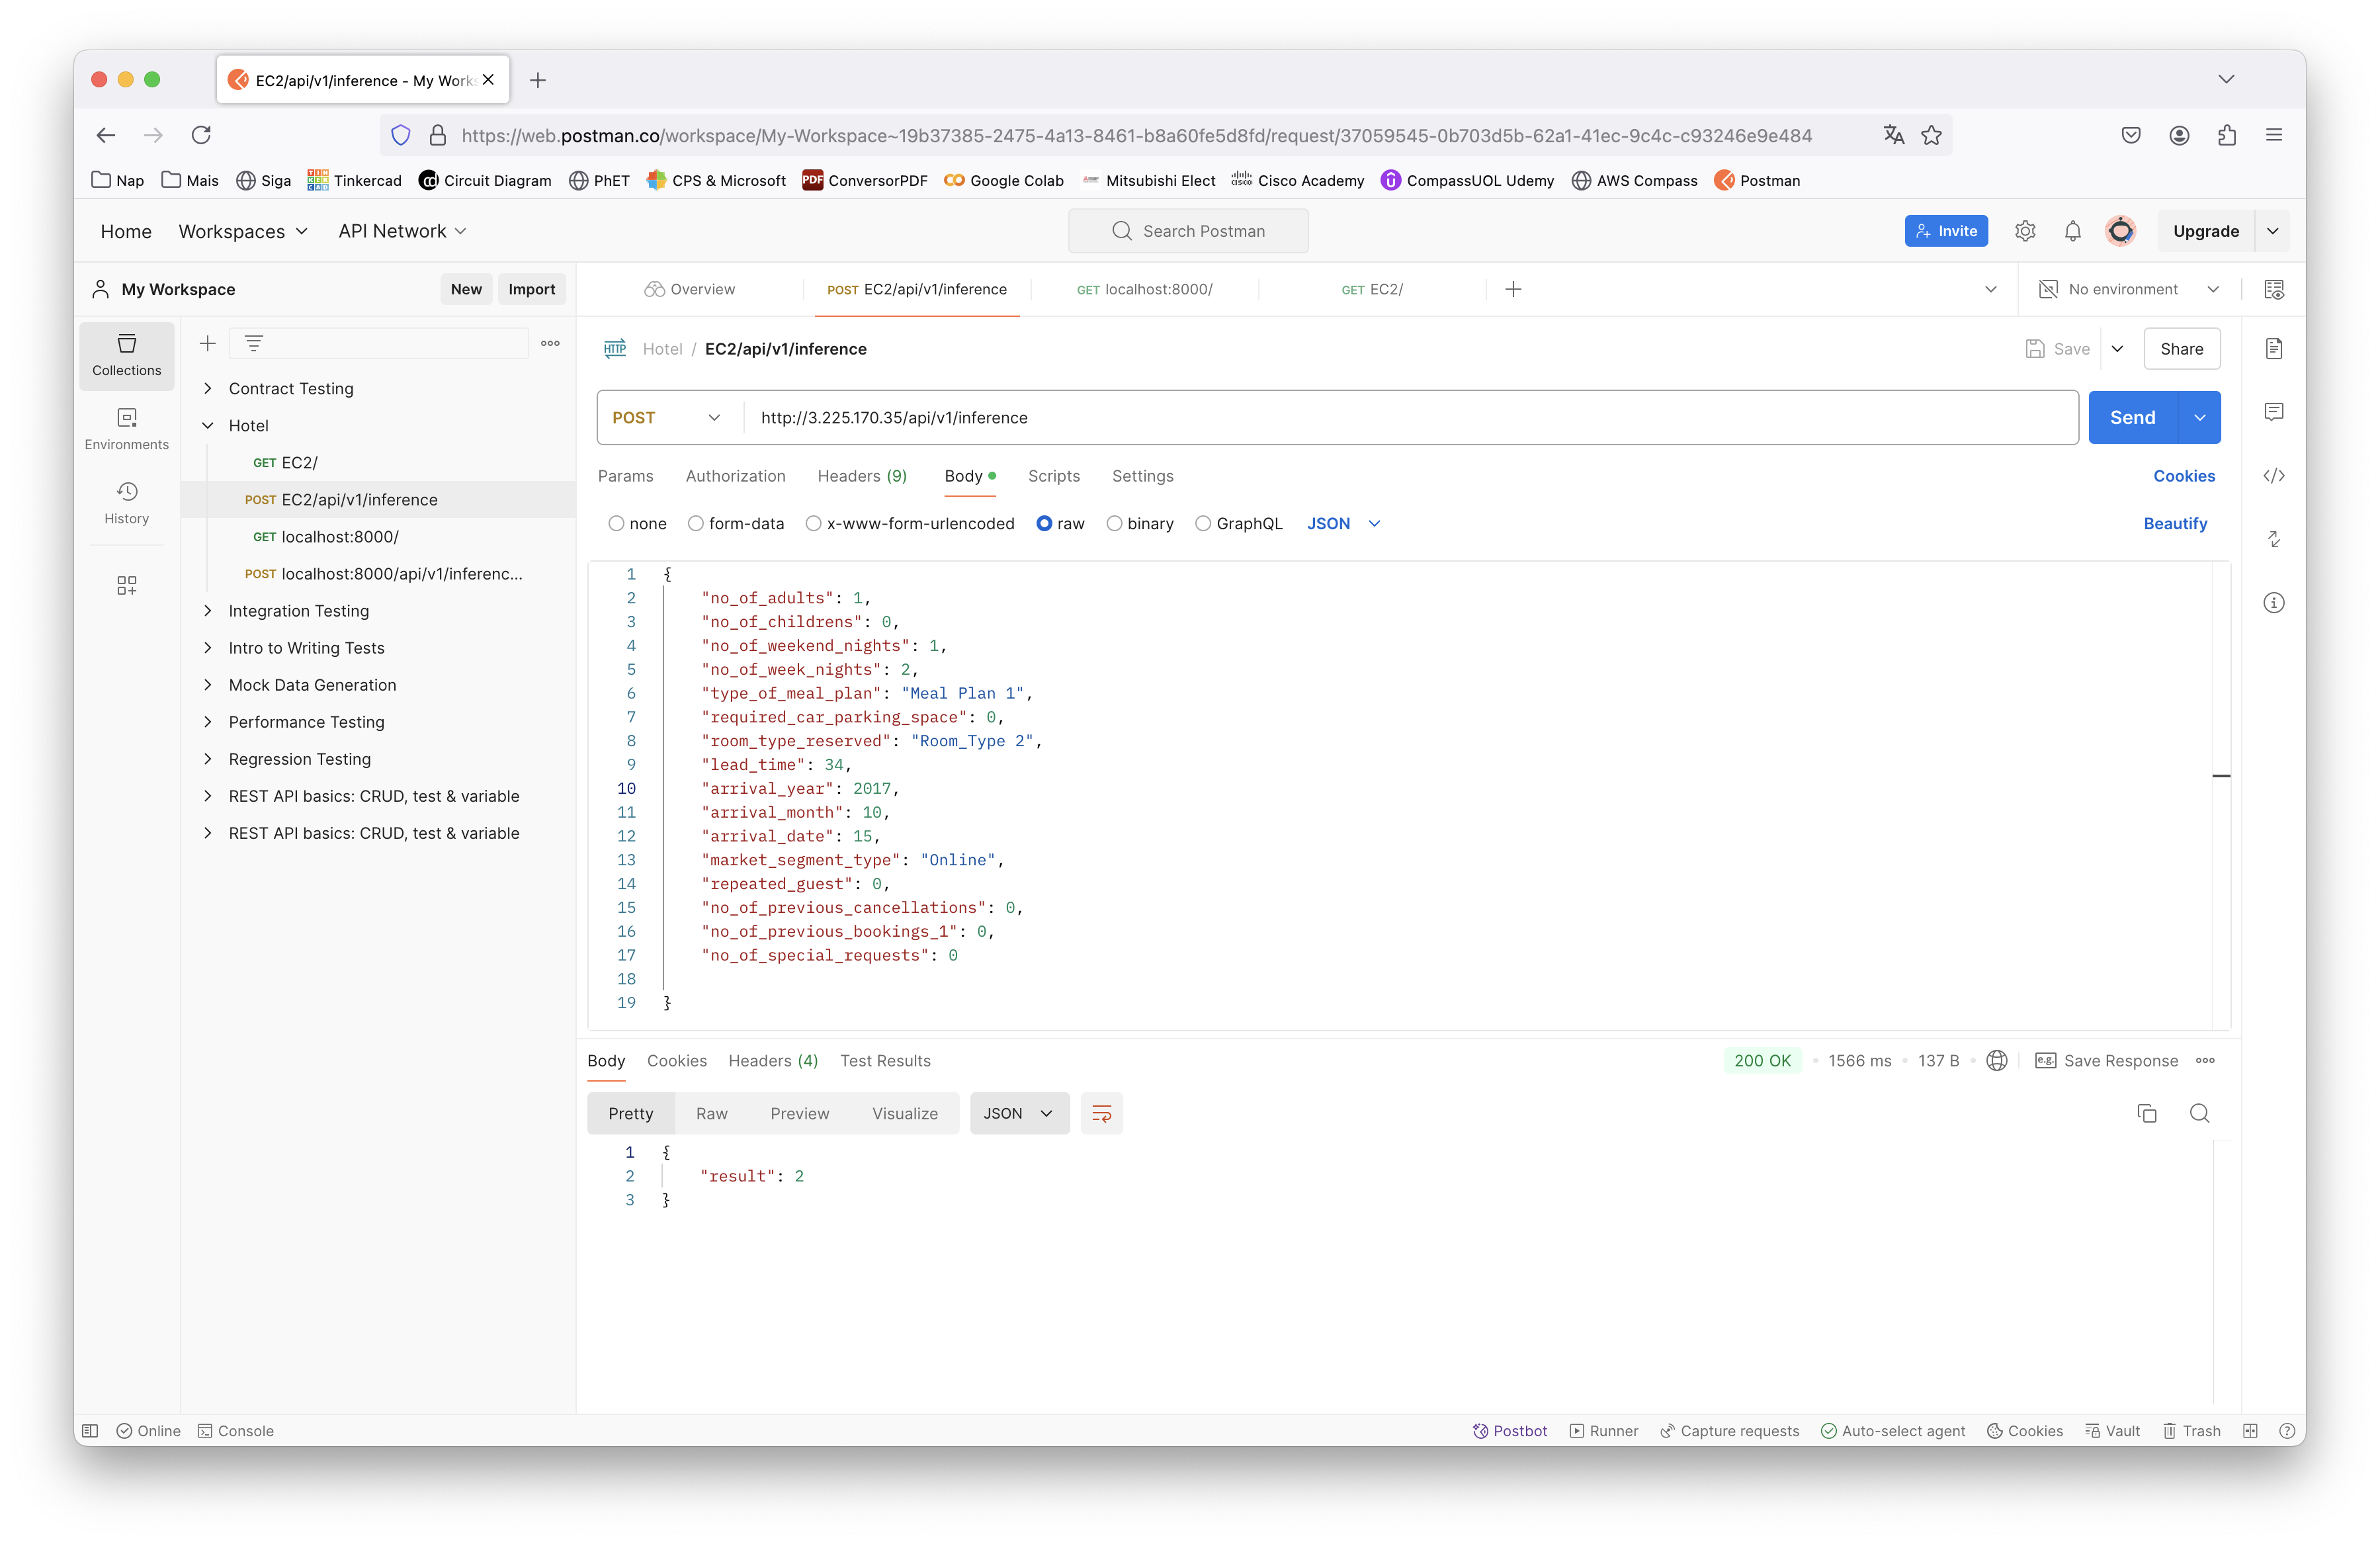 EC2/api/v1/inference - My Work
https://web.postman.co/workspace/My-Workspace~19b37385-2475-4a13-8461-b8a60fe5d8fd/request/37059545-0b703d5b-62a1-41ec-9c4c-c93246e9e484
Nap Mais Siga Tinkercad Circuit Diagram PhET CPS & Microsoft PDF ConversorPDF Google Colab Mitsubishi Elect Cisco Academy CompassUOL Udemy AWS Compass Postman
Home Workspaces API Network Search Postman Invite Upgrade
My Workspace New Import Overview POST EC2/api/v1/inference GET localhost:8000/ GET EC2/ No environment
Collections
Environments
History
Contract Testing
Hotel
GET EC2/
POST EC2/api/v1/inference
GET localhost:8000/
POST localhost:8000/api/v1/inferenc...
Integration Testing
Intro to Writing Tests
Mock Data Generation
Performance Testing
Regression Testing
REST API basics: CRUD, test & variable
REST API basics: CRUD, test & variable
HTTP Hotel / EC2/api/v1/inference Save Share
POST http://3.225.170.35/api/v1/inference Send
Params Authorization Headers (9) Body Scripts Settings Cookies
none form-data x-www-form-urlencoded raw binary GraphQL JSON Beautify
1 {
2 "no_of_adults": 1,
3 "no_of_childrens": 0,
4 "no_of_weekend_nights": 1,
5 "no_of_week_nights": 2,
6 "type_of_meal_plan": "Meal Plan 1",
7 "required_car_parking_space": 0,
8 "room_type_reserved": "Room_Type 2",
9 "lead_time": 34,
10 "arrival_year": 2017,
11 "arrival_month": 10,
12 "arrival_date": 15,
13 "market_segment_type": "Online",
14 "repeated_guest": 0,
15 "no_of_previous_cancellations": 0,
16 "no_of_previous_bookings_1": 0,
17 "no_of_special_requests": 0
18
19 }
Body Cookies Headers (4) Test Results 200 OK • 1566 ms • 137 B • e.g. Save Response
Pretty Raw Preview Visualize JSON
1 {
2 "result": 2
3 }
Online Console Postbot Runner Capture requests Auto-select agent Cookies Vault Trash